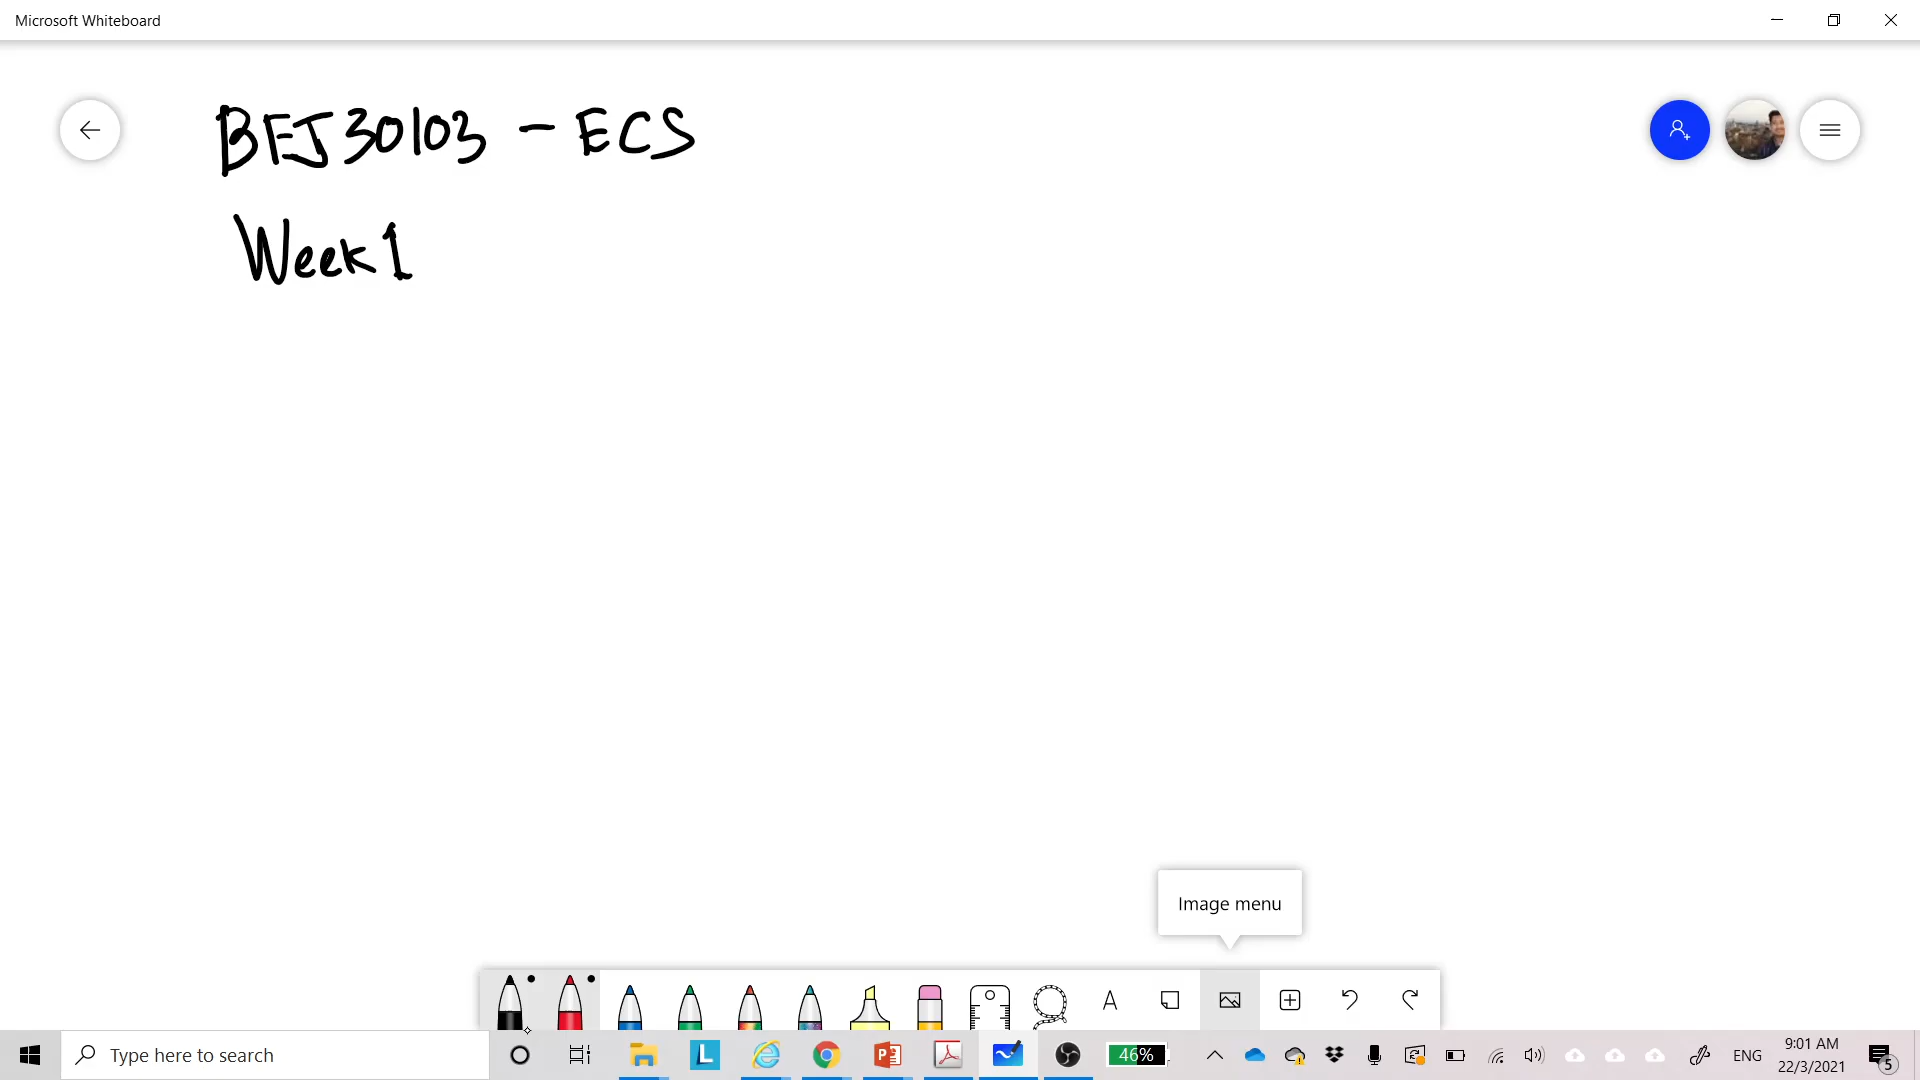 Microsoft Whiteboard
BEJ30103 - ECS
Week 1
Image menu
A
Type here to search
L
46%
ENG
9:01 AM
22/3/2021
5